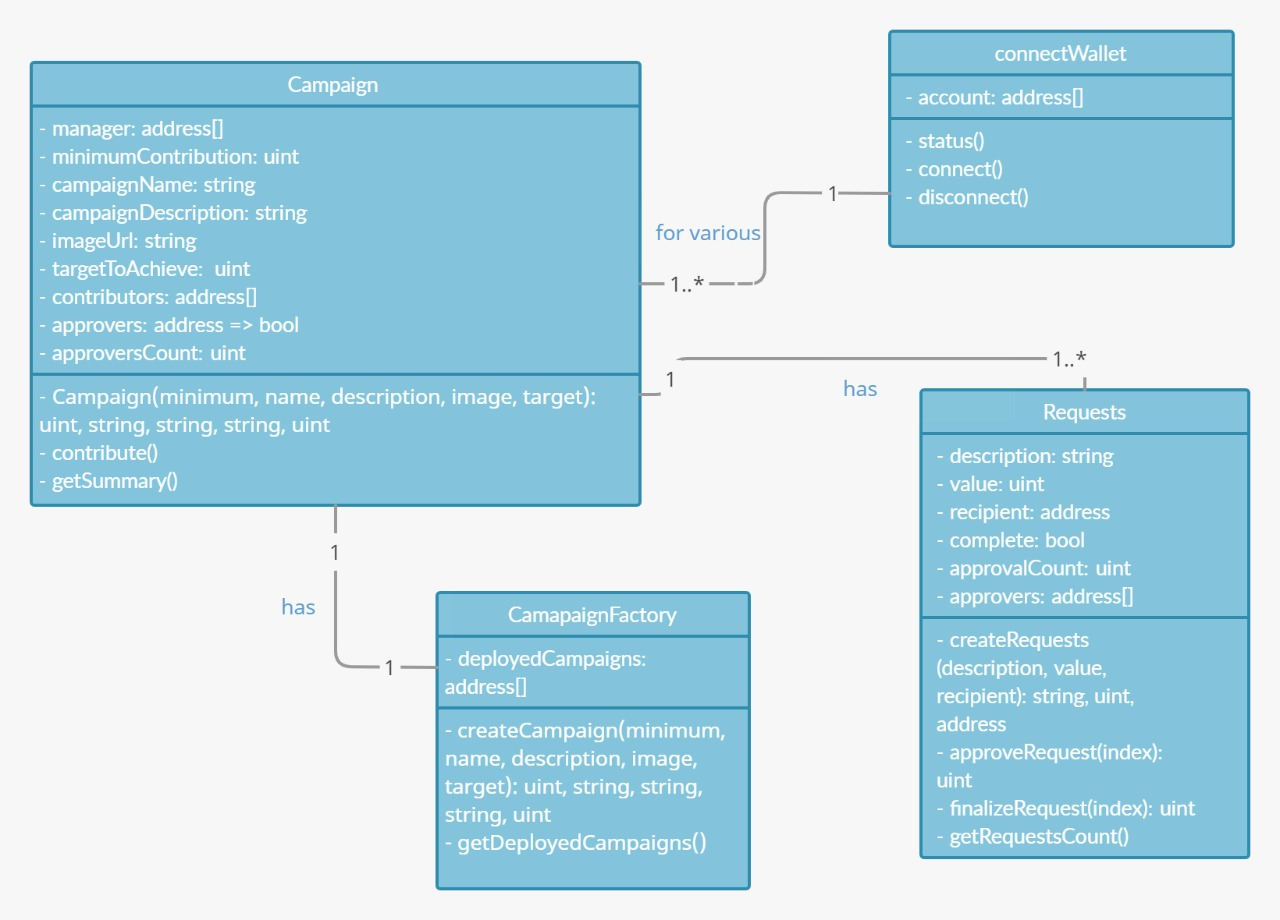 Campaign
- manager: address[]
- minimumContribution: uint
- campaignName: string
- campaignDescription: string
- imageUrl: string
- targetToAchieve:  uint
- contributors: address[]
- approvers: address => bool
- approversCount: uint
- Campaign(minimum, name, description, image, target):
uint, string, string, string, uint
- contribute()
- getSummary()
connectWallet
- account: address[]
- status()
- connect()
- disconnect()
1
for various
1..*
1
1..*
has
Requests
- description: string
- value: uint
- recipient: address
- complete: bool
- approvalCount: uint
- approvers: address[]
- createRequests
(description, value,
recipient): string, uint,
address
- approveRequest(index):
uint
- finalizeRequest(index): uint
- getRequestsCount()
1
has
1
CamapaignFactory
- deployedCampaigns:
address[]
- createCampaign(minimum,
name, description, image,
target): uint, string, string,
string, uint
- getDeployedCampaigns()